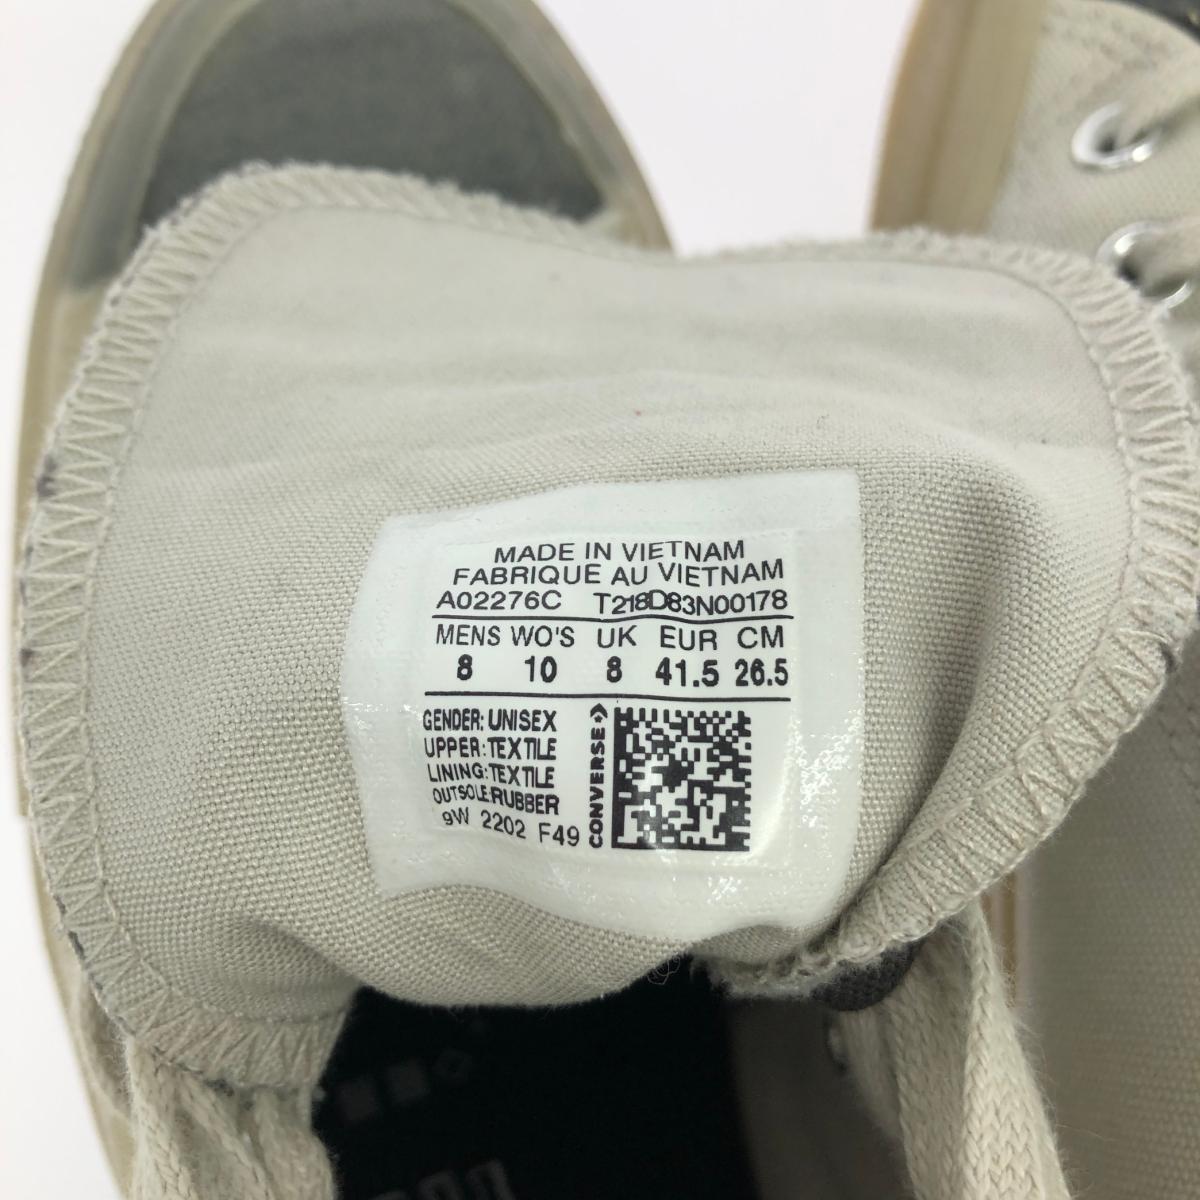 MADE IN VIETNAM
FABRIQUE AU VIETNAM
A02276C T218D83N00178
MENS WO'S UK EUR CM
8 10 8 41.5 26.5
GENDER: UNISEX
UPPER: TEXTILE
LINING: TEXTILE
OUTSOLE: RUBBER
9W 2202 F49
CONVERSE